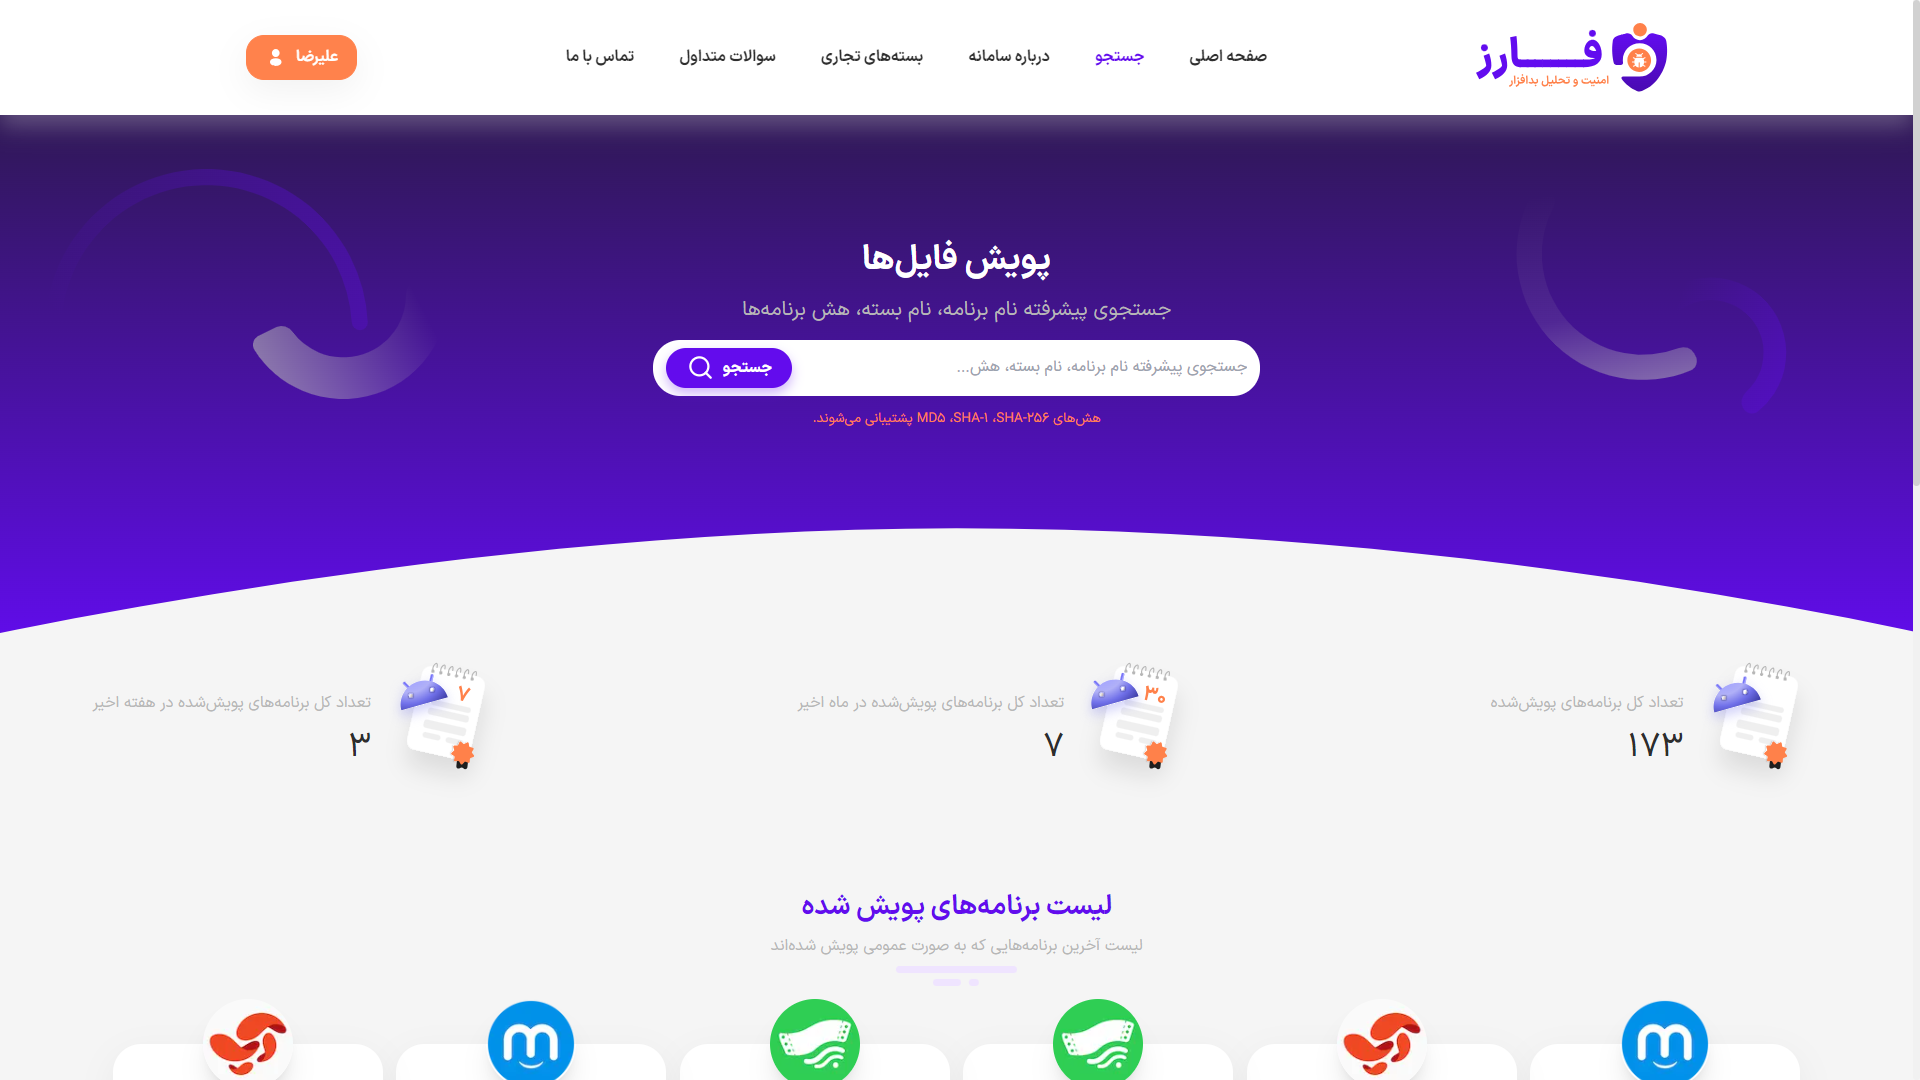 فارز
امنیت و تحلیل بدافزار
صفحه اصلی
جستجو
درباره سامانه
بسته‌های تجاری
سوالات متداول
تماس با ما
علیرضا
پویش فایل‌ها
جستجوی پیشرفته نام برنامه، نام بسته، هش برنامه‌ها
جستجوی پیشرفته نام برنامه، نام بسته، هش...
جستجو
هش‌های MD۵ ،SHA-۱ ،SHA-۲۵۶ پشتیبانی می‌شوند.
تعداد کل برنامه‌های پویش‌شده
۱۷۳
۳۰
تعداد کل برنامه‌های پویش‌شده در ماه اخیر
۷
۷
تعداد کل برنامه‌های پویش‌شده در هفته اخیر
۳
لیست برنامه‌های پویش شده
لیست آخرین برنامه‌هایی که به صورت عمومی پویش شده‌اند